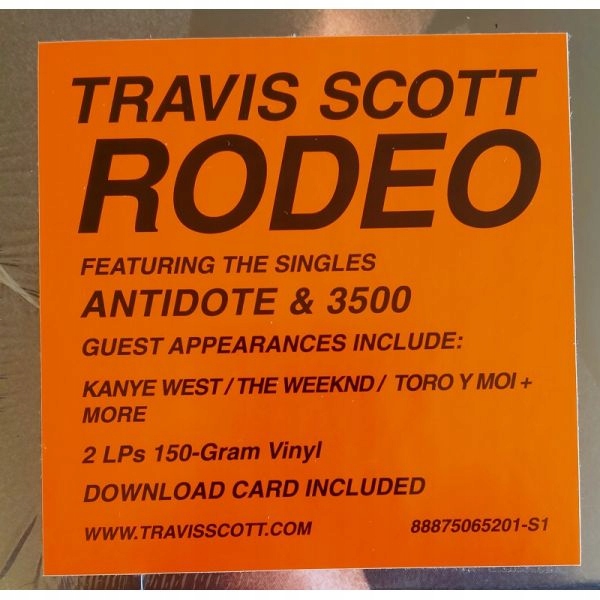 TRAVIS SCOTT
RODEO
FEATURING THE SINGLES
ANTIDOTE & 3500
GUEST APPEARANCES INCLUDE:
KANYE WEST / THE WEEKND / TORO Y MOI +
MORE
2 LPs 150-Gram Vinyl
DOWNLOAD CARD INCLUDED
WWW.TRAVISSCOTT.COM 88875065201-S1